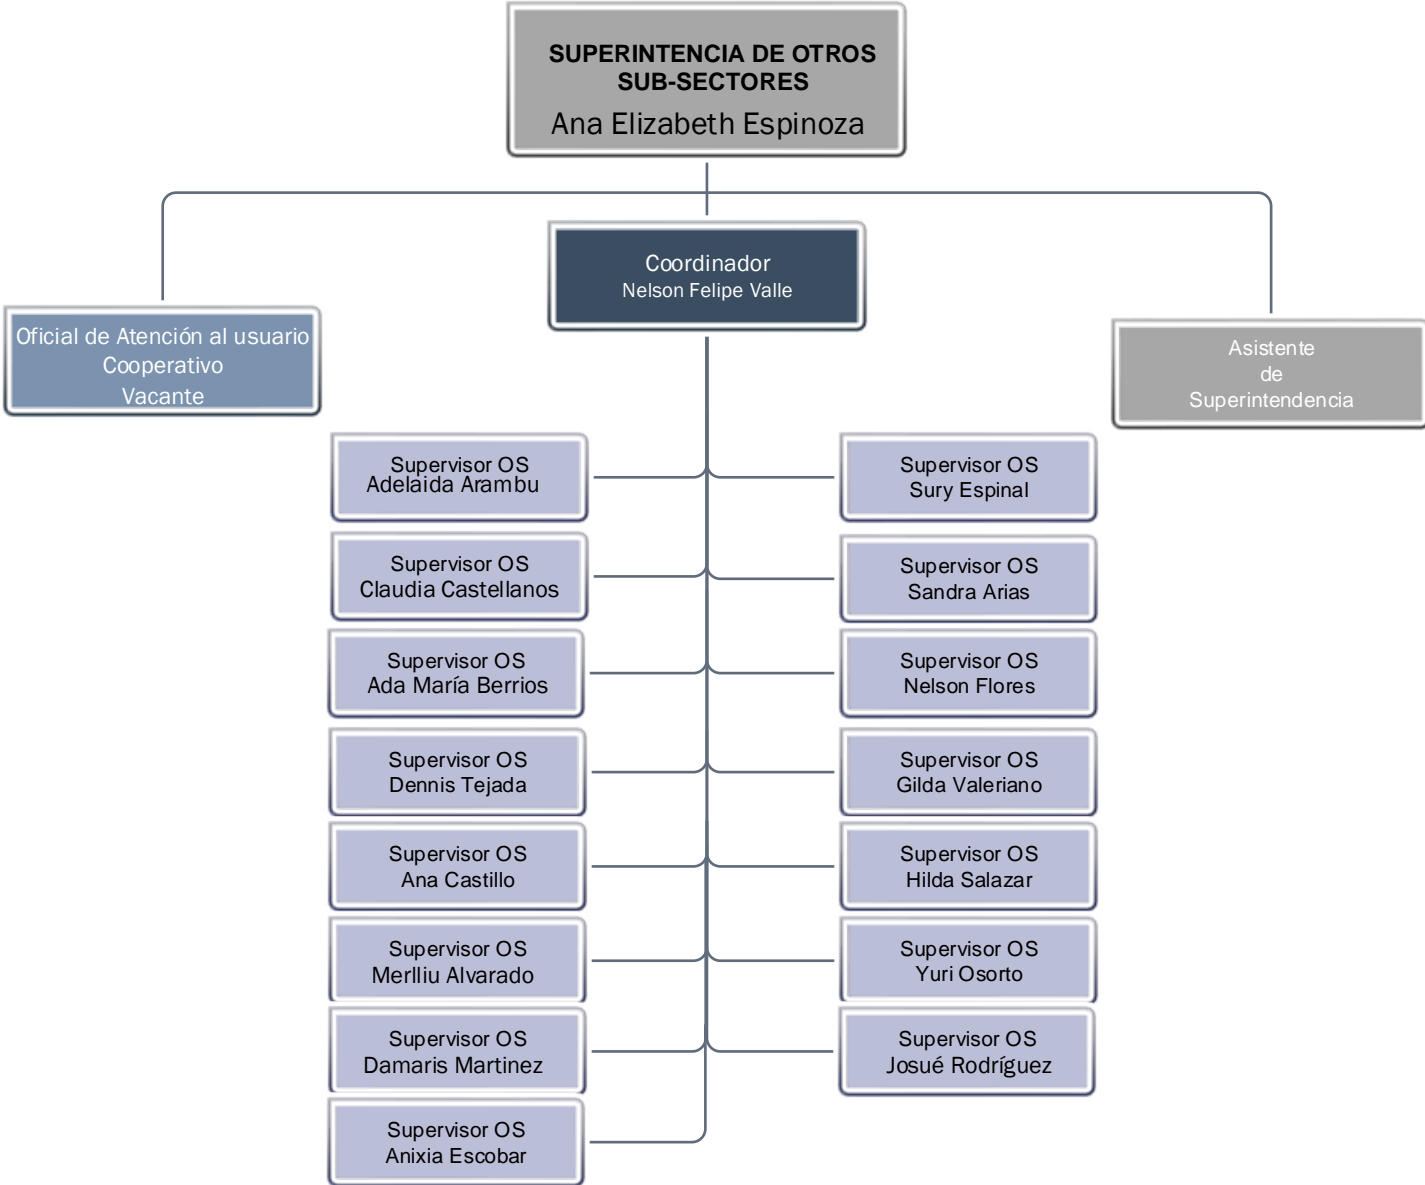 SUPERINTENCIA DE OTROS
SUB-SECTORES
Ana Elizabeth Espinoza
Coordinador
Nelson Felipe Valle
Oficial de Atención al usuario
Cooperativo
Vacante
Asistente
de
Superintendencia
Supervisor OS
Adelaida Arambu
Supervisor OS
Sury Espinal
Supervisor OS
Claudia Castellanos
Supervisor OS
Sandra Arias
Supervisor OS
Ada María Berrios
Supervisor OS
Nelson Flores
Supervisor OS
Dennis Tejada
Supervisor OS
Gilda Valeriano
Supervisor OS
Ana Castillo
Supervisor OS
Hilda Salazar
Supervisor OS
Merlliu Alvarado
Supervisor OS
Yuri Osorto
Supervisor OS
Damaris Martinez
Supervisor OS
Josué Rodríguez
Supervisor OS
Anixia Escobar